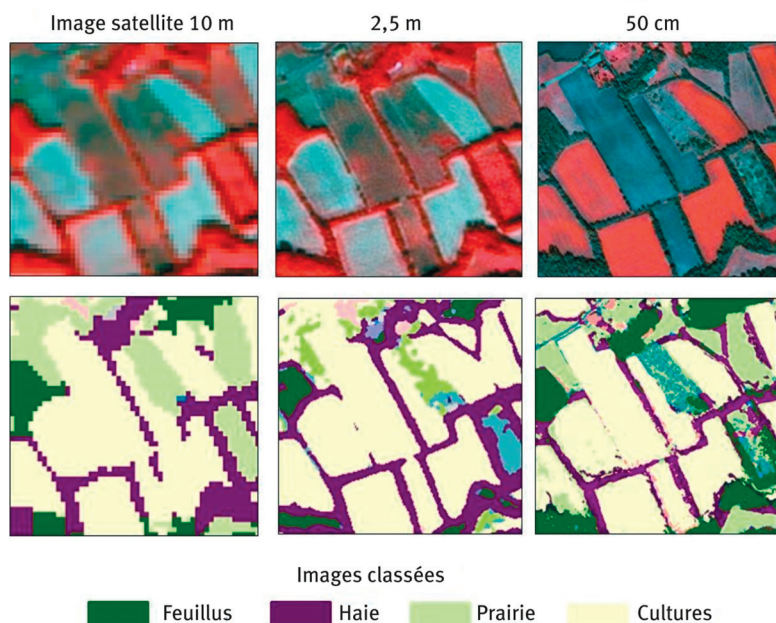 Image satellite 10 m
2,5 m
50 cm
Images classées
Feuillus
Haie
Prairie
Cultures